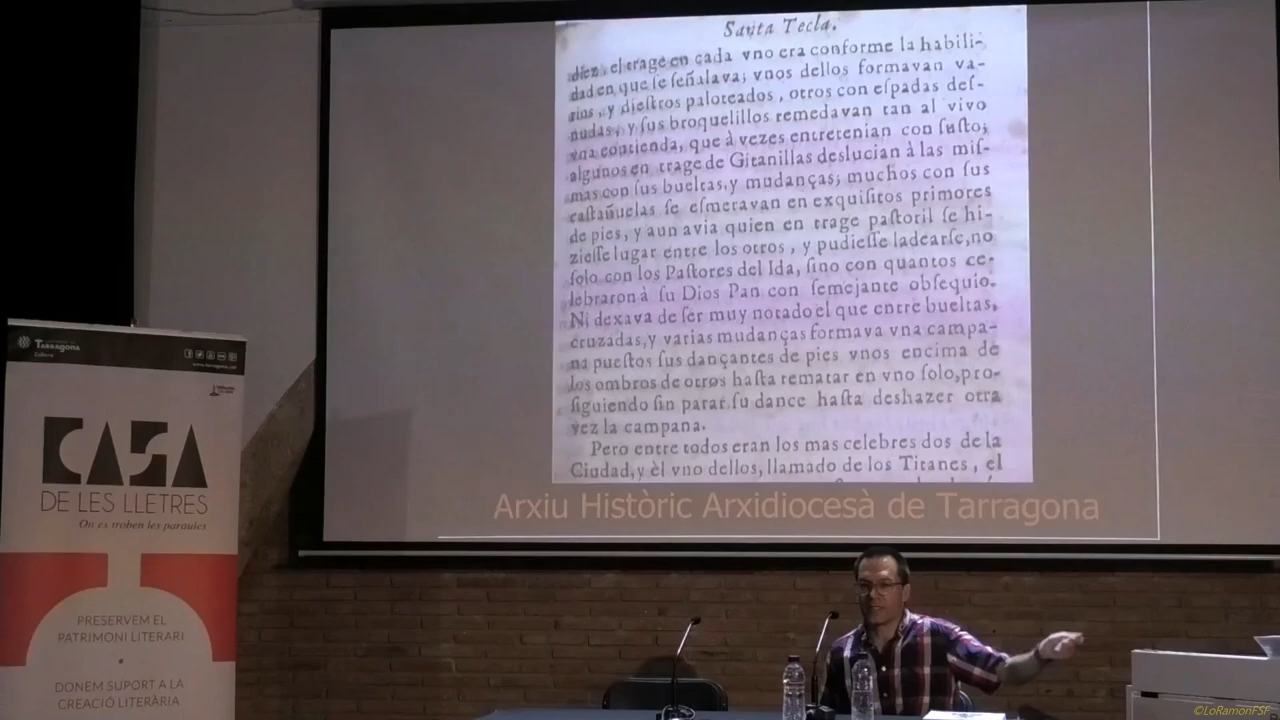 Santa Tecla.
diez, el trage en cada vno era conforme la habili-
dad en que ſe ſeñalava; vnos dellos formavan va-
rios, y dieſtros paloteados, otros con eſpadas deſ-
nudas, y ſus broquelillos remedavan tan al vivo
vna contienda, que à vezes entretenian con ſuſto;
algunos en trage de Gitanillas deslucian à las miſ-
mas con ſus bueltas, y mudanças; muchos con ſus
caſtañuelas ſe eſmeravan en exquiſitos primores
de pies, y aun avia quien en trage paſtoril ſe hi-
zieſſe lugar entre los otros, y pudieſſe ladearſe, no
ſolo con los Paſtores del Ida, ſino con quantos ce-
lebraron à ſu Dios Pan con ſemejante obſequio.
Ni dexava de ſer muy notado el que entre bueltas,
cruzadas, y varias mudanças formava vna campa-
na pueſtos ſus dançantes de pies vnos encima de
los ombros de otros haſta rematar en vno ſolo, pro-
ſiguiendo ſin parar ſu dance haſta deshazer otra
vez la campana.
Pero entre todos eran los mas celebres dos de la
Ciudad, y èl vno dellos, llamado de los Titanes, el
Arxiu Històric Arxidiocesà de Tarragona
Tarragona
Cultura
CASA
DE LES LLETRES
On es troben les paraules
PRESERVEM EL
PATRIMONI LITERARI
•
DONEM SUPORT A LA
CREACIÓ LITERÀRIA
©LoRamonFSF